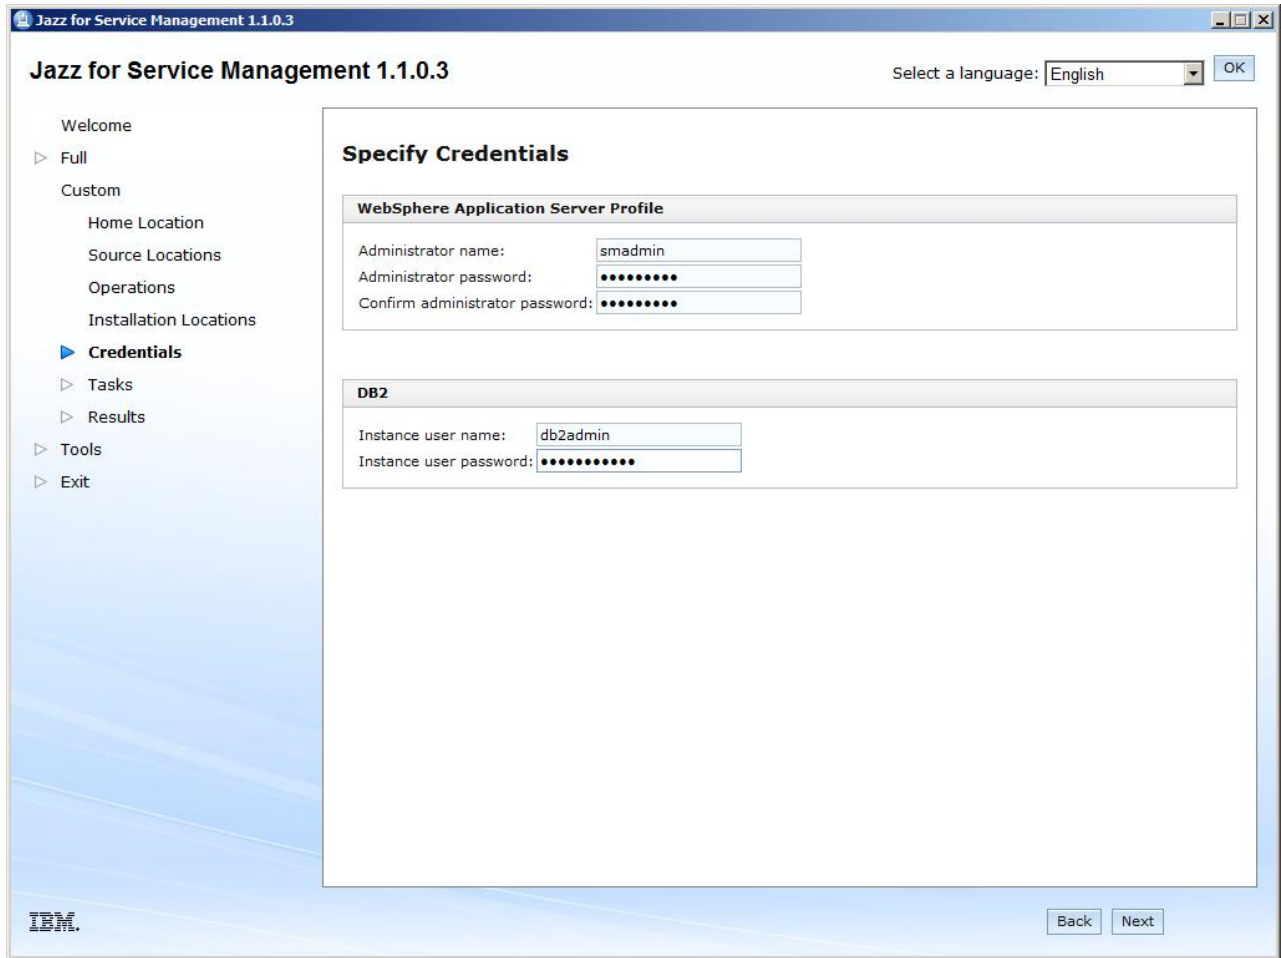 Jazz for Service Management 1.1.0.3
Jazz for Service Management 1.1.0.3
Select a language: English OK
Welcome
Full
Custom
Home Location
Source Locations
Operations
Installation Locations
Credentials
Tasks
Results
Tools
Exit
Specify Credentials
WebSphere Application Server Profile
Administrator name: smadmin
Administrator password: •••••••••
Confirm administrator password: •••••••••
DB2
Instance user name: db2admin
Instance user password: •••••••••••
IBM.
Back Next